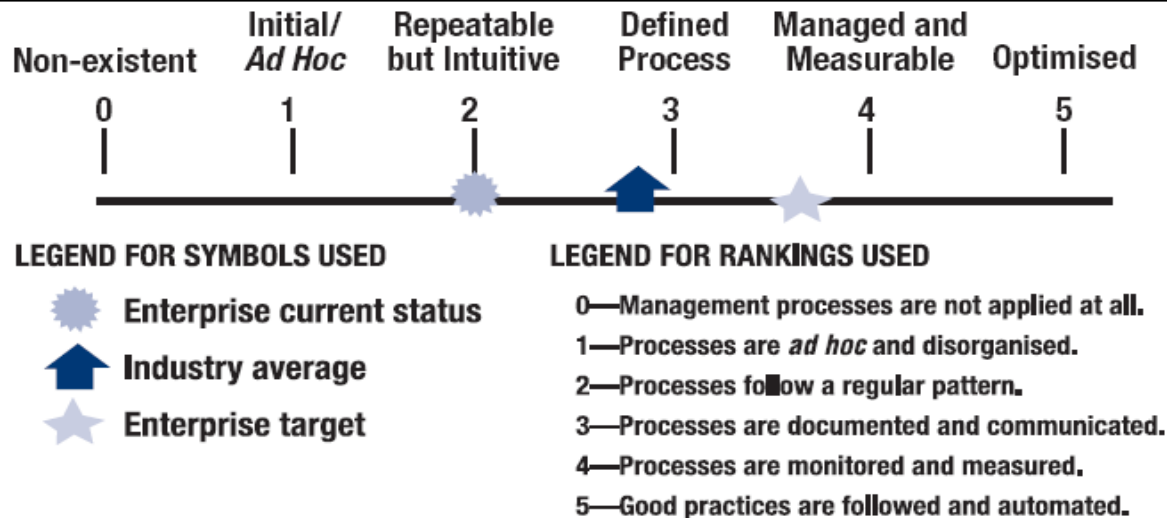 Non-existent
Initial/
Ad Hoc
Repeatable
but Intuitive
Defined
Process
Managed and
Measurable
Optimised
0 1 2 3 4 5
LEGEND FOR SYMBOLS USED
Enterprise current status
Industry average
Enterprise target
LEGEND FOR RANKINGS USED
0—Management processes are not applied at all.
1—Processes are ad hoc and disorganised.
2—Processes follow a regular pattern.
3—Processes are documented and communicated.
4—Processes are monitored and measured.
5—Good practices are followed and automated.